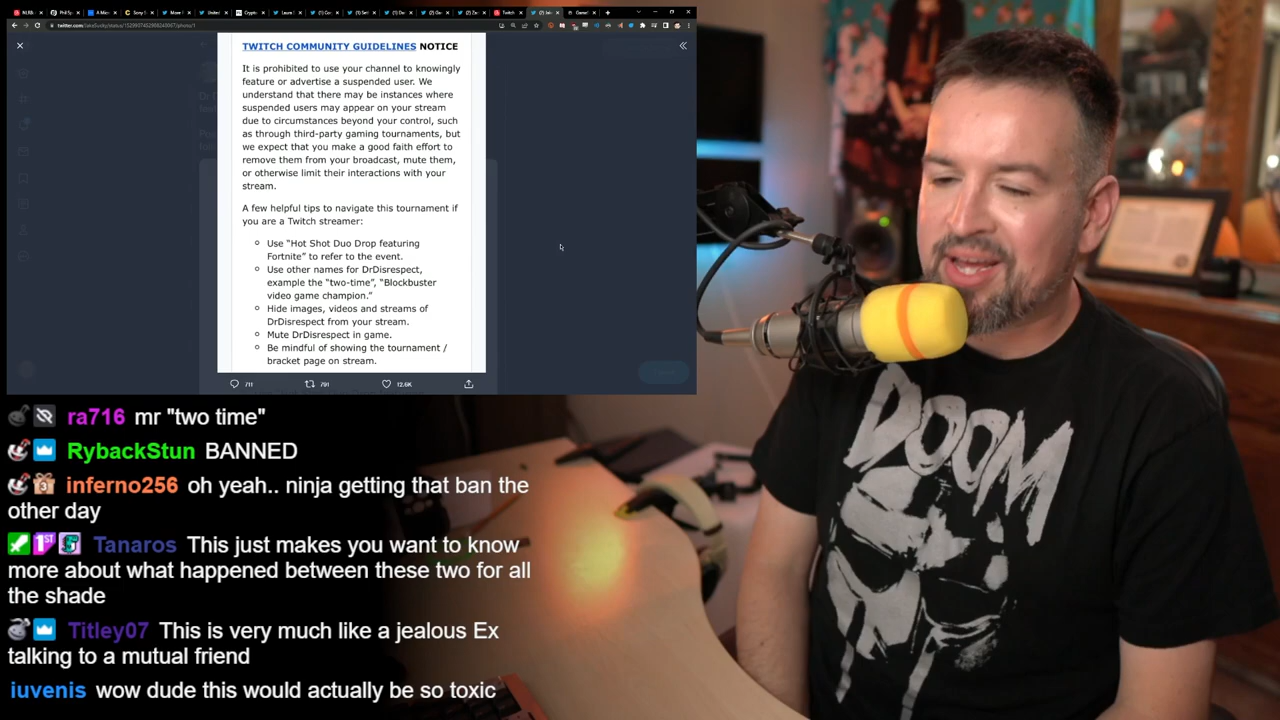 twitter.com/JakeSucky/status/1529937452908243067/photo/1
TWITCH COMMUNITY GUIDELINES NOTICE
It is prohibited to use your channel to knowingly
feature or advertise a suspended user. We
understand that there may be instances where
suspended users may appear on your stream
due to circumstances beyond your control, such
as through third-party gaming tournaments, but
we expect that you make a good faith effort to
remove them from your broadcast, mute them,
or otherwise limit their interactions with your
stream.
A few helpful tips to navigate this tournament if
you are a Twitch streamer:
Use “Hot Shot Duo Drop featuring
Fortnite” to refer to the event.
Use other names for DrDisrespect,
example the “two-time”, “Blockbuster
video game champion.”
Hide images, videos and streams of
DrDisrespect from your stream.
Mute DrDisrespect in game.
Be mindful of showing the tournament /
bracket page on stream.
711 791 12.6K
ra716 mr "two time"
RybackStun BANNED
inferno256 oh yeah.. ninja getting that ban the
other day
1ST Tanaros This just makes you want to know
more about what happened between these two for all
the shade
Titley07 This is very much like a jealous Ex
talking to a mutual friend
iuvenis wow dude this would actually be so toxic
DOOM